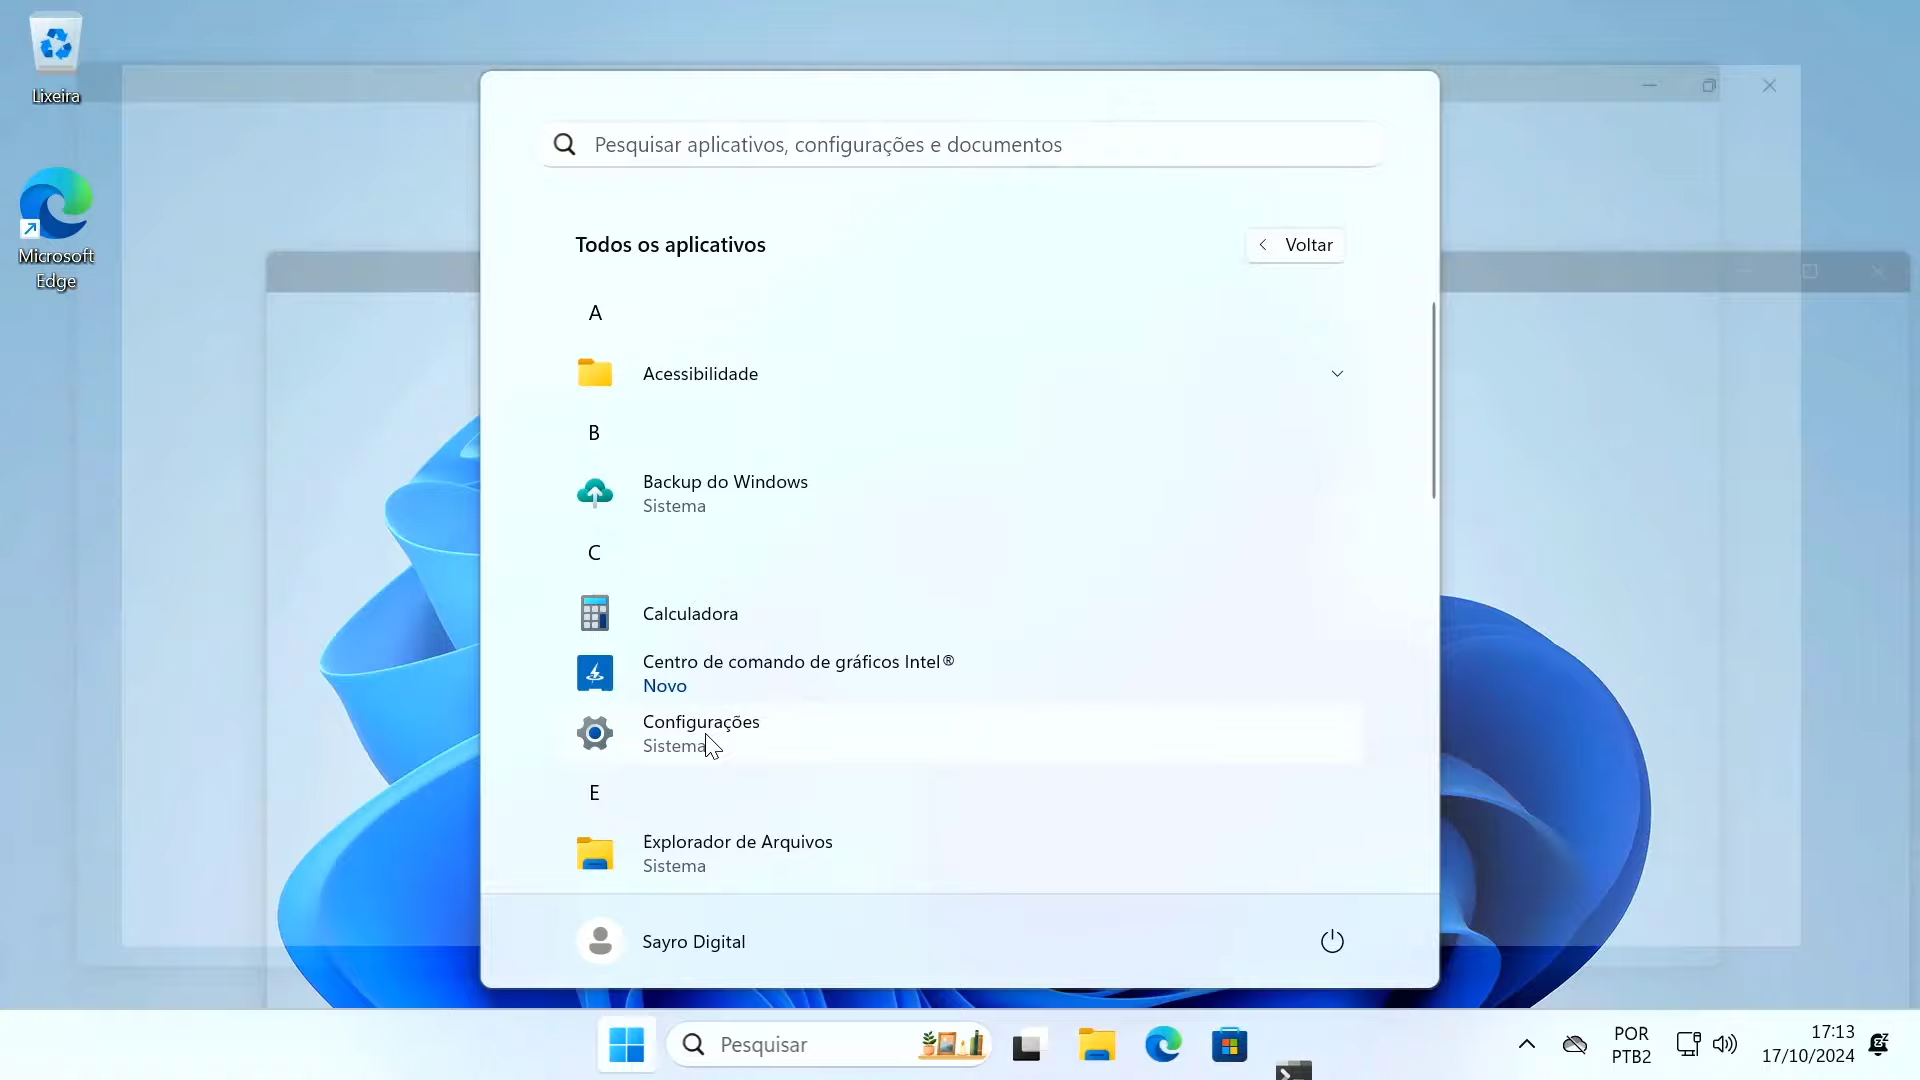 Lixeira
Microsoft
Edge
Pesquisar aplicativos, configurações e documentos
Todos os aplicativos
Voltar
A
Acessibilidade
B
Backup do Windows
Sistema
C
Calculadora
Centro de comando de gráficos Intel®
Novo
Configurações
Sistema
E
Explorador de Arquivos
Sistema
Sayro Digital
Pesquisar
POR
PTB2
17:13
17/10/2024